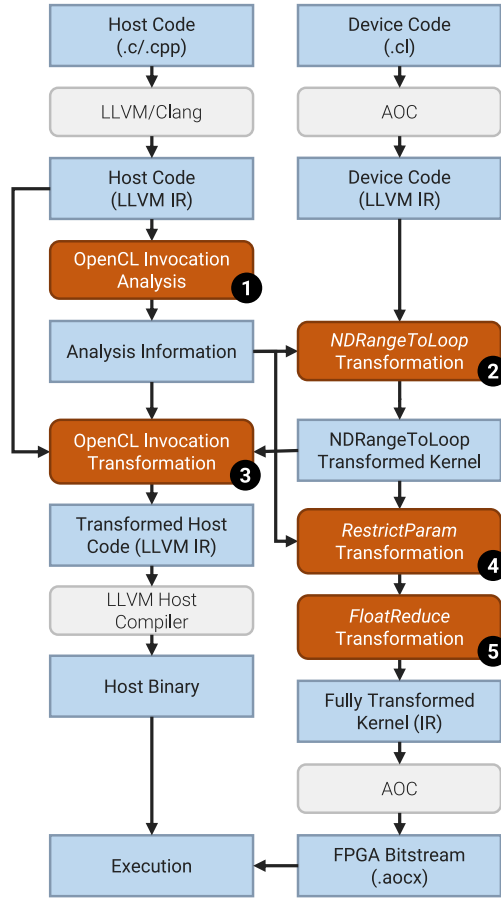 Host Code
(.c/.cpp)
Device Code
(.cl)
LLVM/Clang
AOC
Host Code
(LLVM IR)
Device Code
(LLVM IR)
OpenCL Invocation
Analysis
1
Analysis Information
NDRangeToLoop
Transformation
2
OpenCL Invocation
Transformation
3
NDRangeToLoop
Transformed Kernel
Transformed Host
Code (LLVM IR)
RestrictParam
Transformation
4
LLVM Host
Compiler
FloatReduce
Transformation
5
Host Binary
Fully Transformed
Kernel (IR)
AOC
Execution
FPGA Bitstream
(.aocx)